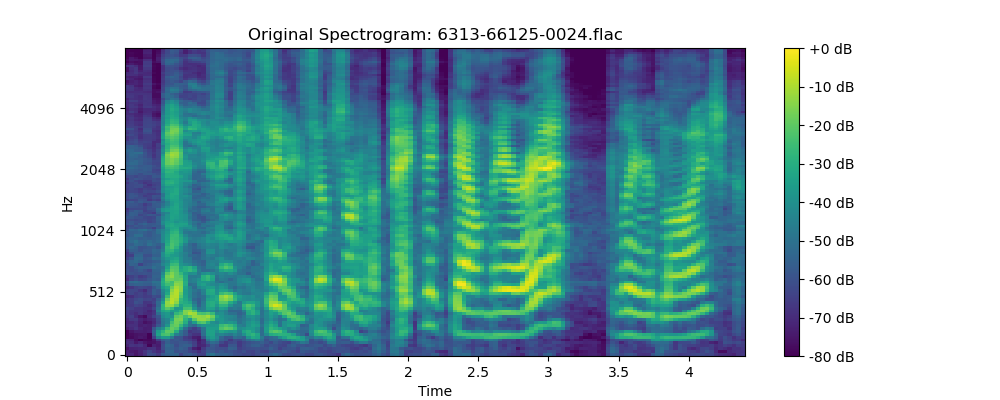 Original Spectrogram: 6313-66125-0024.flac
Hz
4096
2048
1024
512
0
0 0.5 1 1.5 2 2.5 3 3.5 4
Time
+0 dB
-10 dB
-20 dB
-30 dB
-40 dB
-50 dB
-60 dB
-70 dB
-80 dB